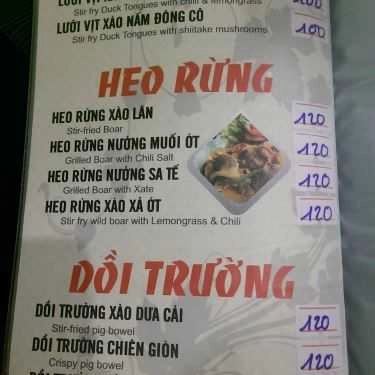 Stir fry Duck Tongues with chilli & lemongrass
LƯỠI VỊT XÀO NẤM ĐÔNG CÔ 100
Stir fry Duck Tongues with shiitake mushrooms
HEO RỪNG
HEO RỪNG XÀO LĂN 120
Stir-fried Boar
HEO RỪNG NƯỚNG MUỐI ỚT 120
Grilled Boar with Chili Salt
HEO RỪNG NƯỚNG SA TẾ 120
Grilled Boar with Xate
HEO RỪNG XÀO XẢ ỚT 120
Stir fry wild boar with Lemongrass & Chili
DỒI TRƯỜNG
DỒI TRƯỜNG XÀO DƯA CẢI 120
Stir-fried pig bowel
DỒI TRƯỜNG CHIÊN GIÒN 120
Crispy pig bowel